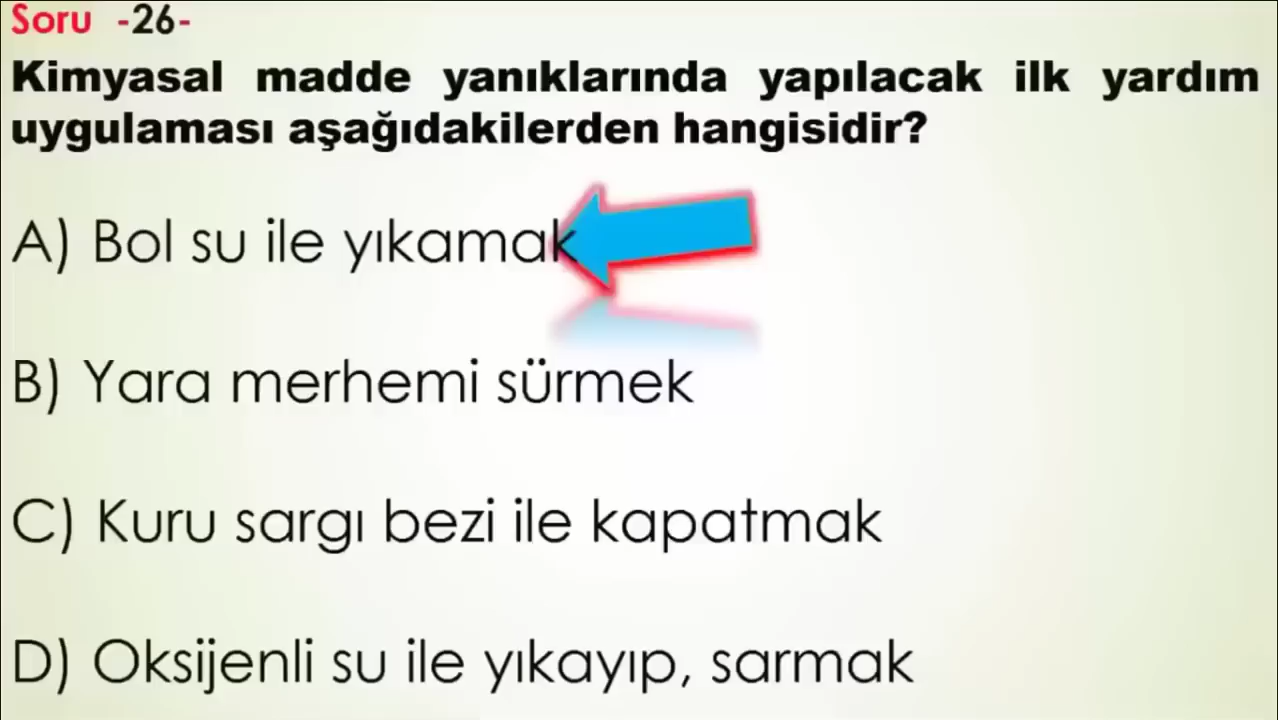 Soru -26-
Kimyasal madde yanıklarında yapılacak ilk yardım
uygulaması aşağıdakilerden hangisidir?
A) Bol su ile yıkamak
B) Yara merhemi sürmek
C) Kuru sargı bezi ile kapatmak
D) Oksijenli su ile yıkayıp, sarmak